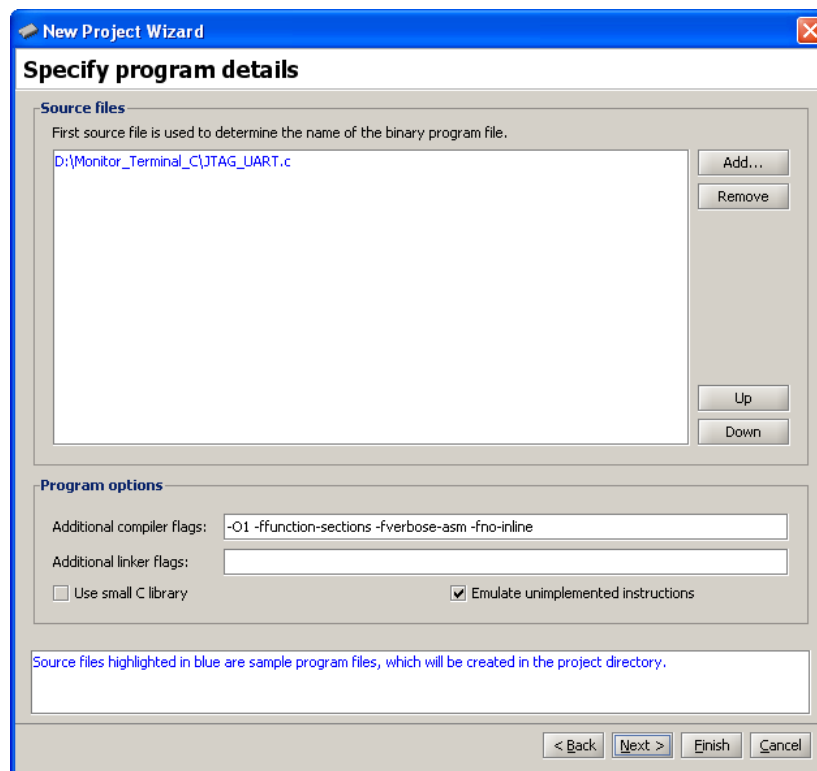 New Project Wizard
Specify program details
Source files
First source file is used to determine the name of the binary program file.
D:\Monitor_Terminal_C\JTAG_UART.c
Add...
Remove
Up
Down
Program options
Additional compiler flags: -O1 -ffunction-sections -fverbose-asm -fno-inline
Additional linker flags:
Use small C library Emulate unimplemented instructions
Source files highlighted in blue are sample program files, which will be created in the project directory.
< Back Next > Finish Cancel